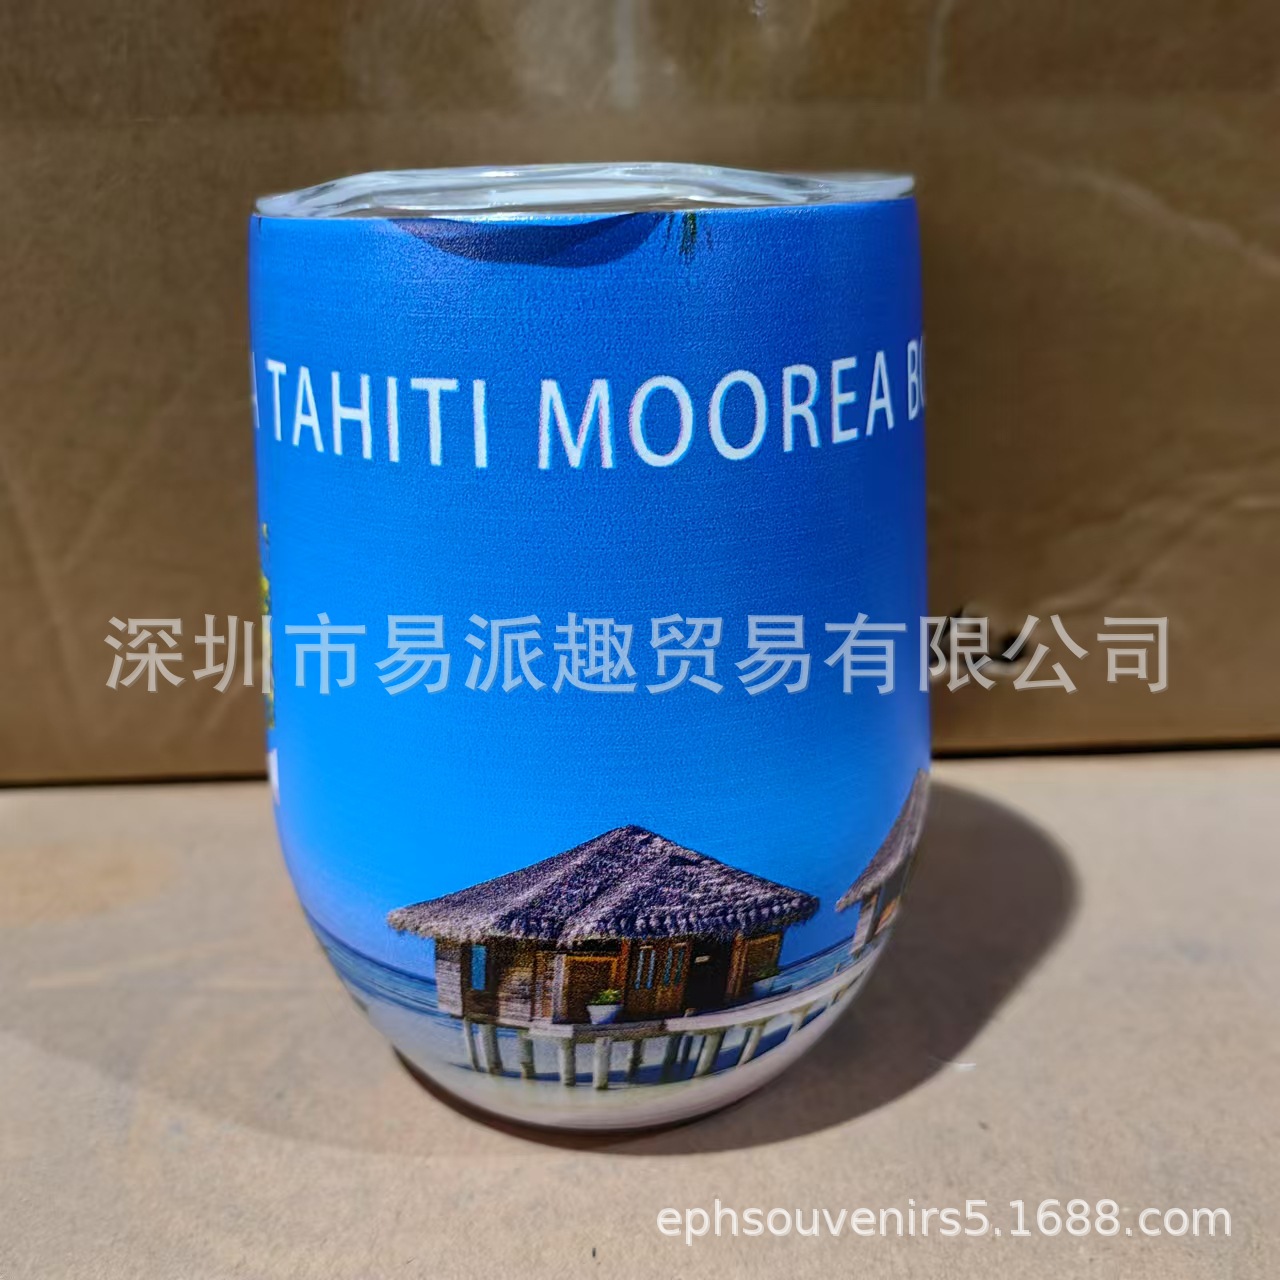 TAHITI MOOREA
深圳市易派趣贸易有限公司
ephsouvenirs5.1688.com